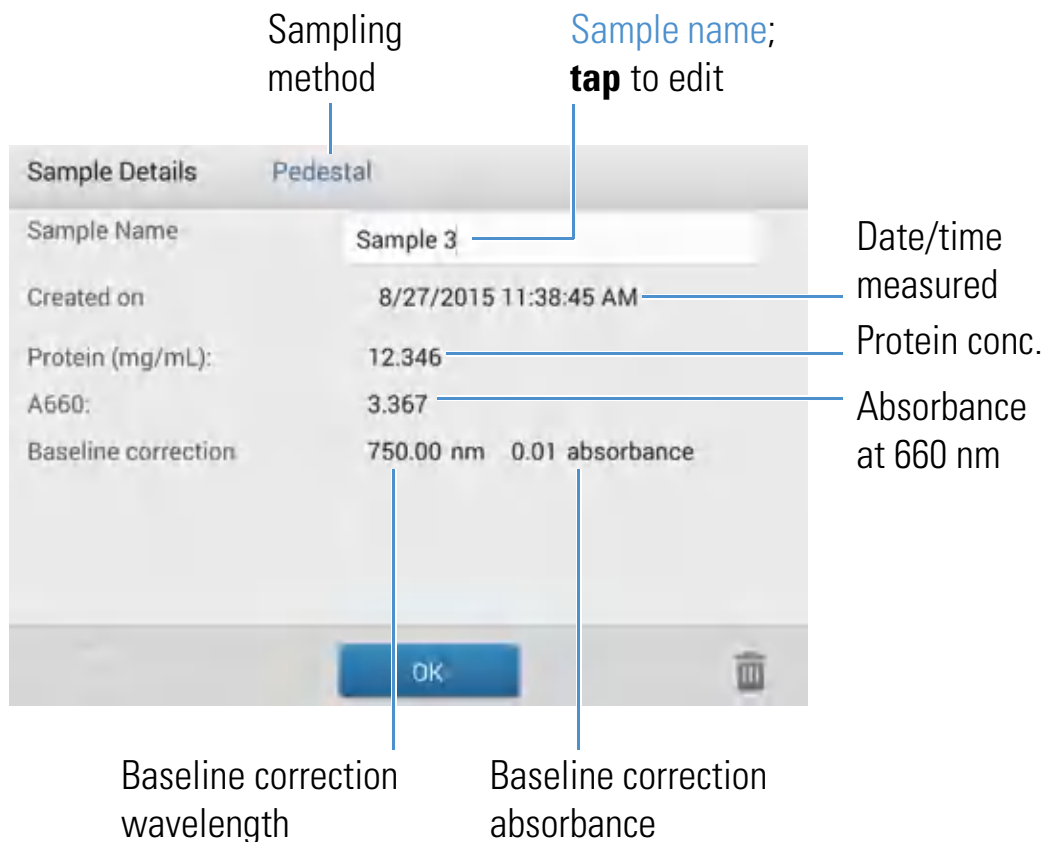 Sampling
method
Sample name;
tap to edit
Sample Details Pedestal
Sample Name Sample 3
Created on 8/27/2015 11:38:45 AM
Date/time
measured
Protein (mg/mL): 12.346
Protein conc.
A660: 3.367
Absorbance
at 660 nm
Baseline correction 750.00 nm 0.01 absorbance
OK
Baseline correction
wavelength
Baseline correction
absorbance